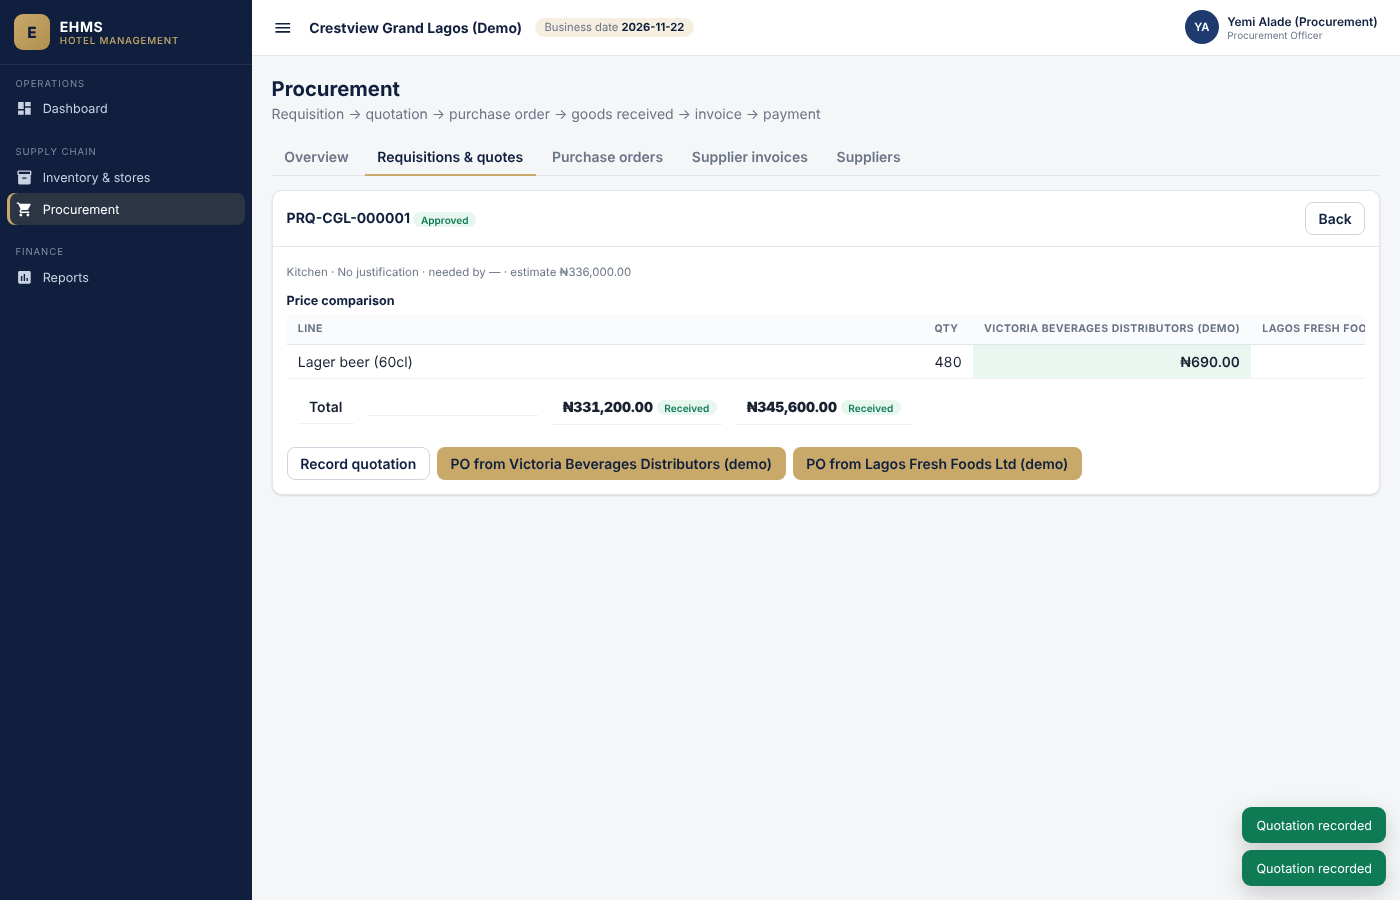 E
EHMS
HOTEL MANAGEMENT
OPERATIONS
Dashboard
SUPPLY CHAIN
Inventory & stores
Procurement
FINANCE
Reports
Crestview Grand Lagos (Demo)
Business date 2026-11-22
YA
Yemi Alade (Procurement)
Procurement Officer
Procurement
Requisition → quotation → purchase order → goods received → invoice → payment
Overview
Requisitions & quotes
Purchase orders
Supplier invoices
Suppliers
PRQ-CGL-000001 Approved
Back
Kitchen · No justification · needed by — · estimate ₦336,000.00
Price comparison
LINE QTY VICTORIA BEVERAGES DISTRIBUTORS (DEMO) LAGOS FRESH FOO
Lager beer (60cl) 480 ₦690.00
Total ₦331,200.00 Received ₦345,600.00 Received
Record quotation
PO from Victoria Beverages Distributors (demo)
PO from Lagos Fresh Foods Ltd (demo)
Quotation recorded
Quotation recorded